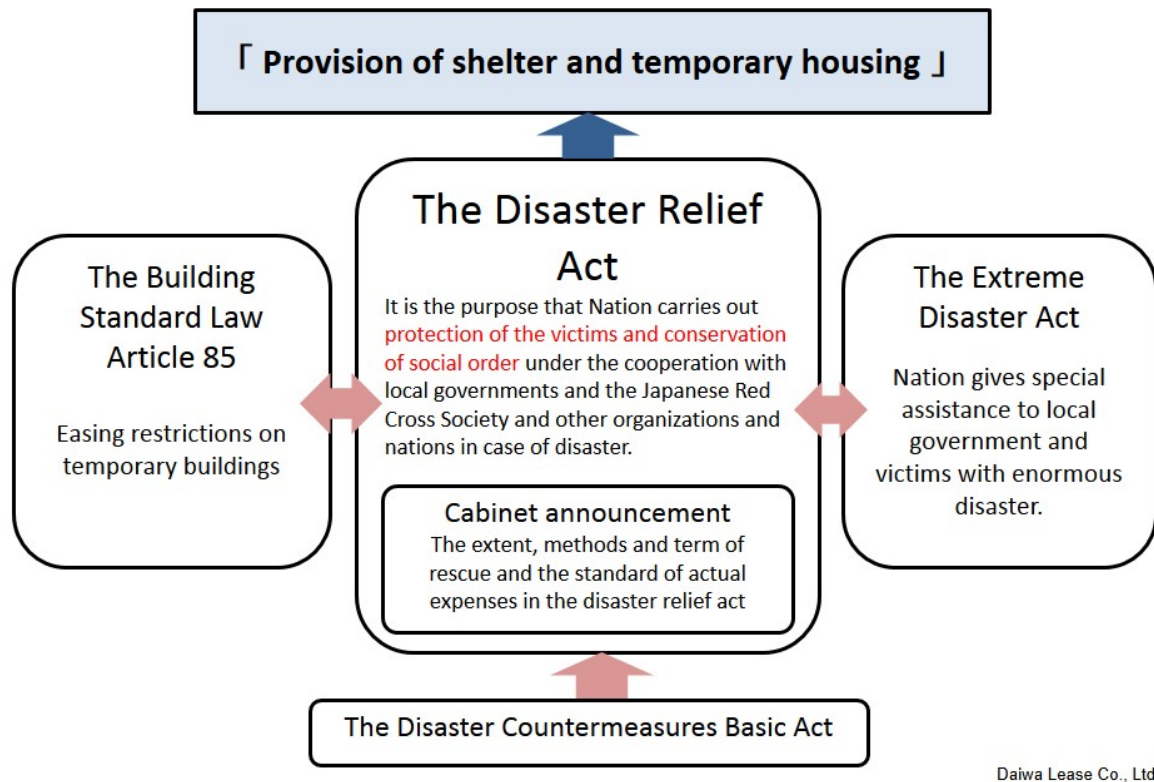 「 Provision of shelter and temporary housing 」
The Disaster Relief
Act
It is the purpose that Nation carries out
protection of the victims and conservation
of social order under the cooperation with
local governments and the Japanese Red
Cross Society and other organizations and
nations in case of disaster.
Cabinet announcement
The extent, methods and term of
rescue and the standard of actual
expenses in the disaster relief act
The Building
Standard Law
Article 85
Easing restrictions on
temporary buildings
The Extreme
Disaster Act
Nation gives special
assistance to local
government and
victims with enormous
disaster.
The Disaster Countermeasures Basic Act
Daiwa Lease Co., Ltd